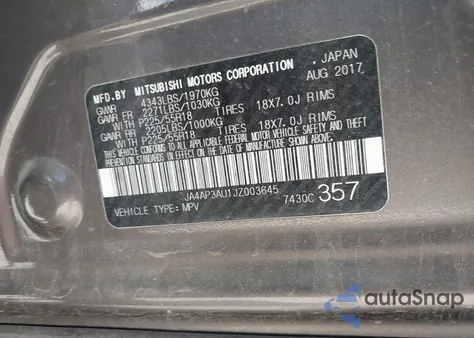 MFD.BY MITSUBISHI MOTORS CORPORATION , JAPAN
GVWR 4343LBS/1970KG AUG 2017
GAWR FR 2271LBS/1030KG
WITH P225/55R18 TIRES 18X7.0J RIMS
GAWR RR 2205LBS/1000KG
WITH P225/55R18 TIRES 18X7.0J RIMS
THIS VEHICLE CONFORMS TO ALL APPLICABLE FEDERAL MOTOR VEHICLE SAFETY
AND THEFT PREVENTION STANDARDS IN EFFECT ON THE DATE OF MANUFACTURE
JA4AP3AU1JZ003645
VEHICLE TYPE: MPV 7430C 357
autoSnap